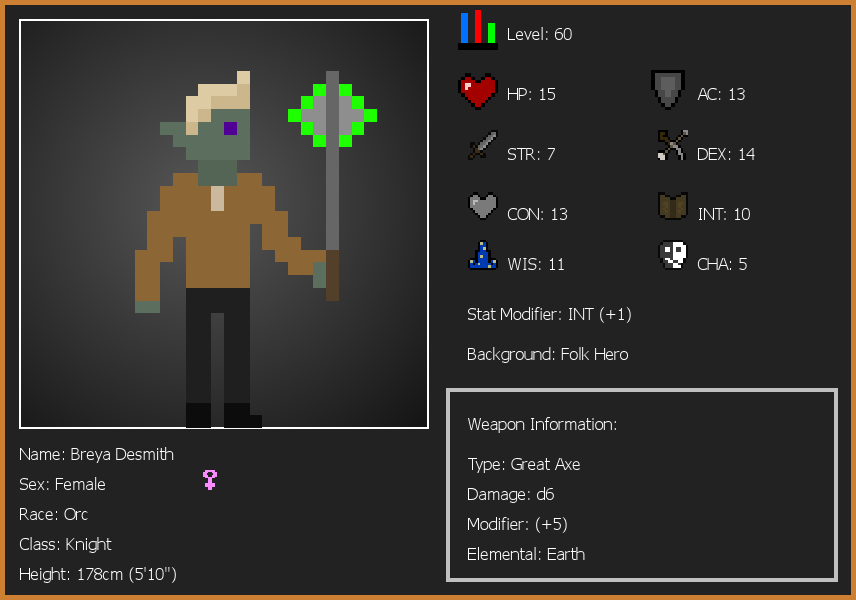 Level: 60
HP: 15
AC: 13
STR: 7
DEX: 14
CON: 13
INT: 10
WIS: 11
CHA: 5
Stat Modifier: INT (+1)
Background: Folk Hero
Weapon Information:
Type: Great Axe
Damage: d6
Modifier: (+5)
Elemental: Earth
Name: Breya Desmith
Sex: Female
Race: Orc
Class: Knight
Height: 178cm (5'10")